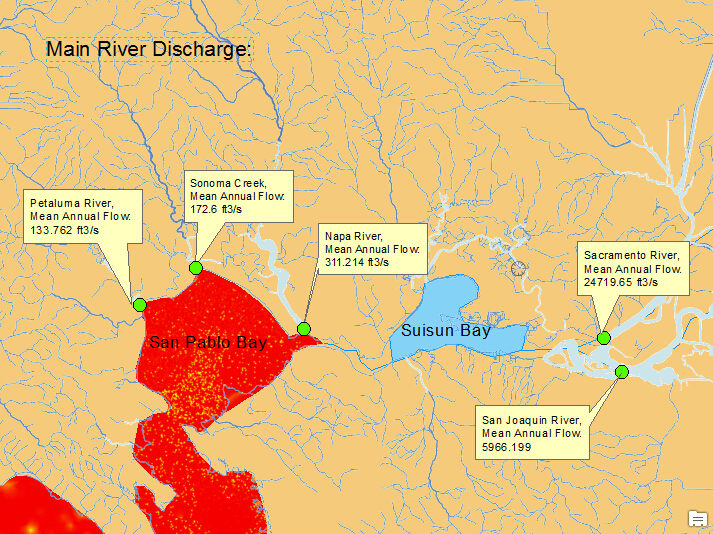 Main River Discharge:
Sonoma Creek,
Mean Annual Flow:
172.6 ft3/s
Petaluma River,
Mean Annual Flow:
133.762 ft3/s
Napa River,
Mean Annual Flow:
311.214 ft3/s
Sacramento River,
Mean Annual Flow:
24719.65 ft3/s
San Pablo Bay
Suisun Bay
San Joaquin River,
Mean Annual Flow:
5966.199